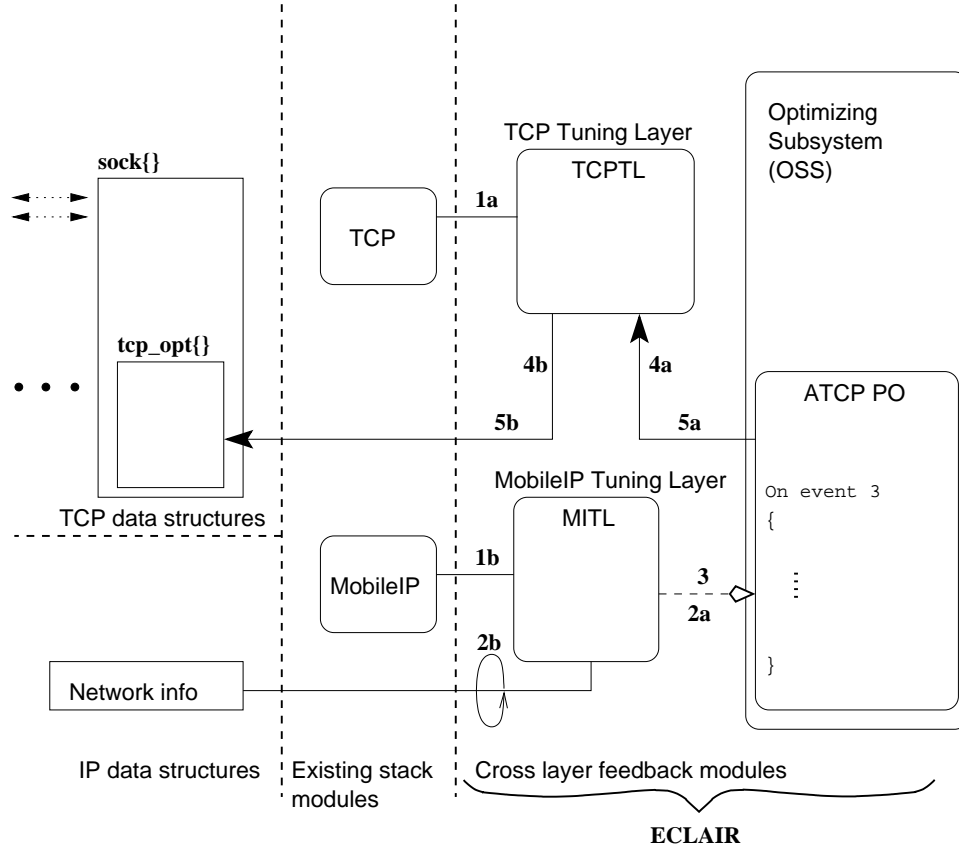 Optimizing
Subsystem
(OSS)
TCP Tuning Layer
TCPTL
sock{}
1a
TCP
tcp_opt{}
4b
4a
ATCP PO
5b
5a
MobileIP Tuning Layer
On event 3
{
MITL
TCP data structures
1b
MobileIP
3
2a
2b
}
Network info
IP data structures
Existing stack
modules
Cross layer feedback modules
ECLAIR